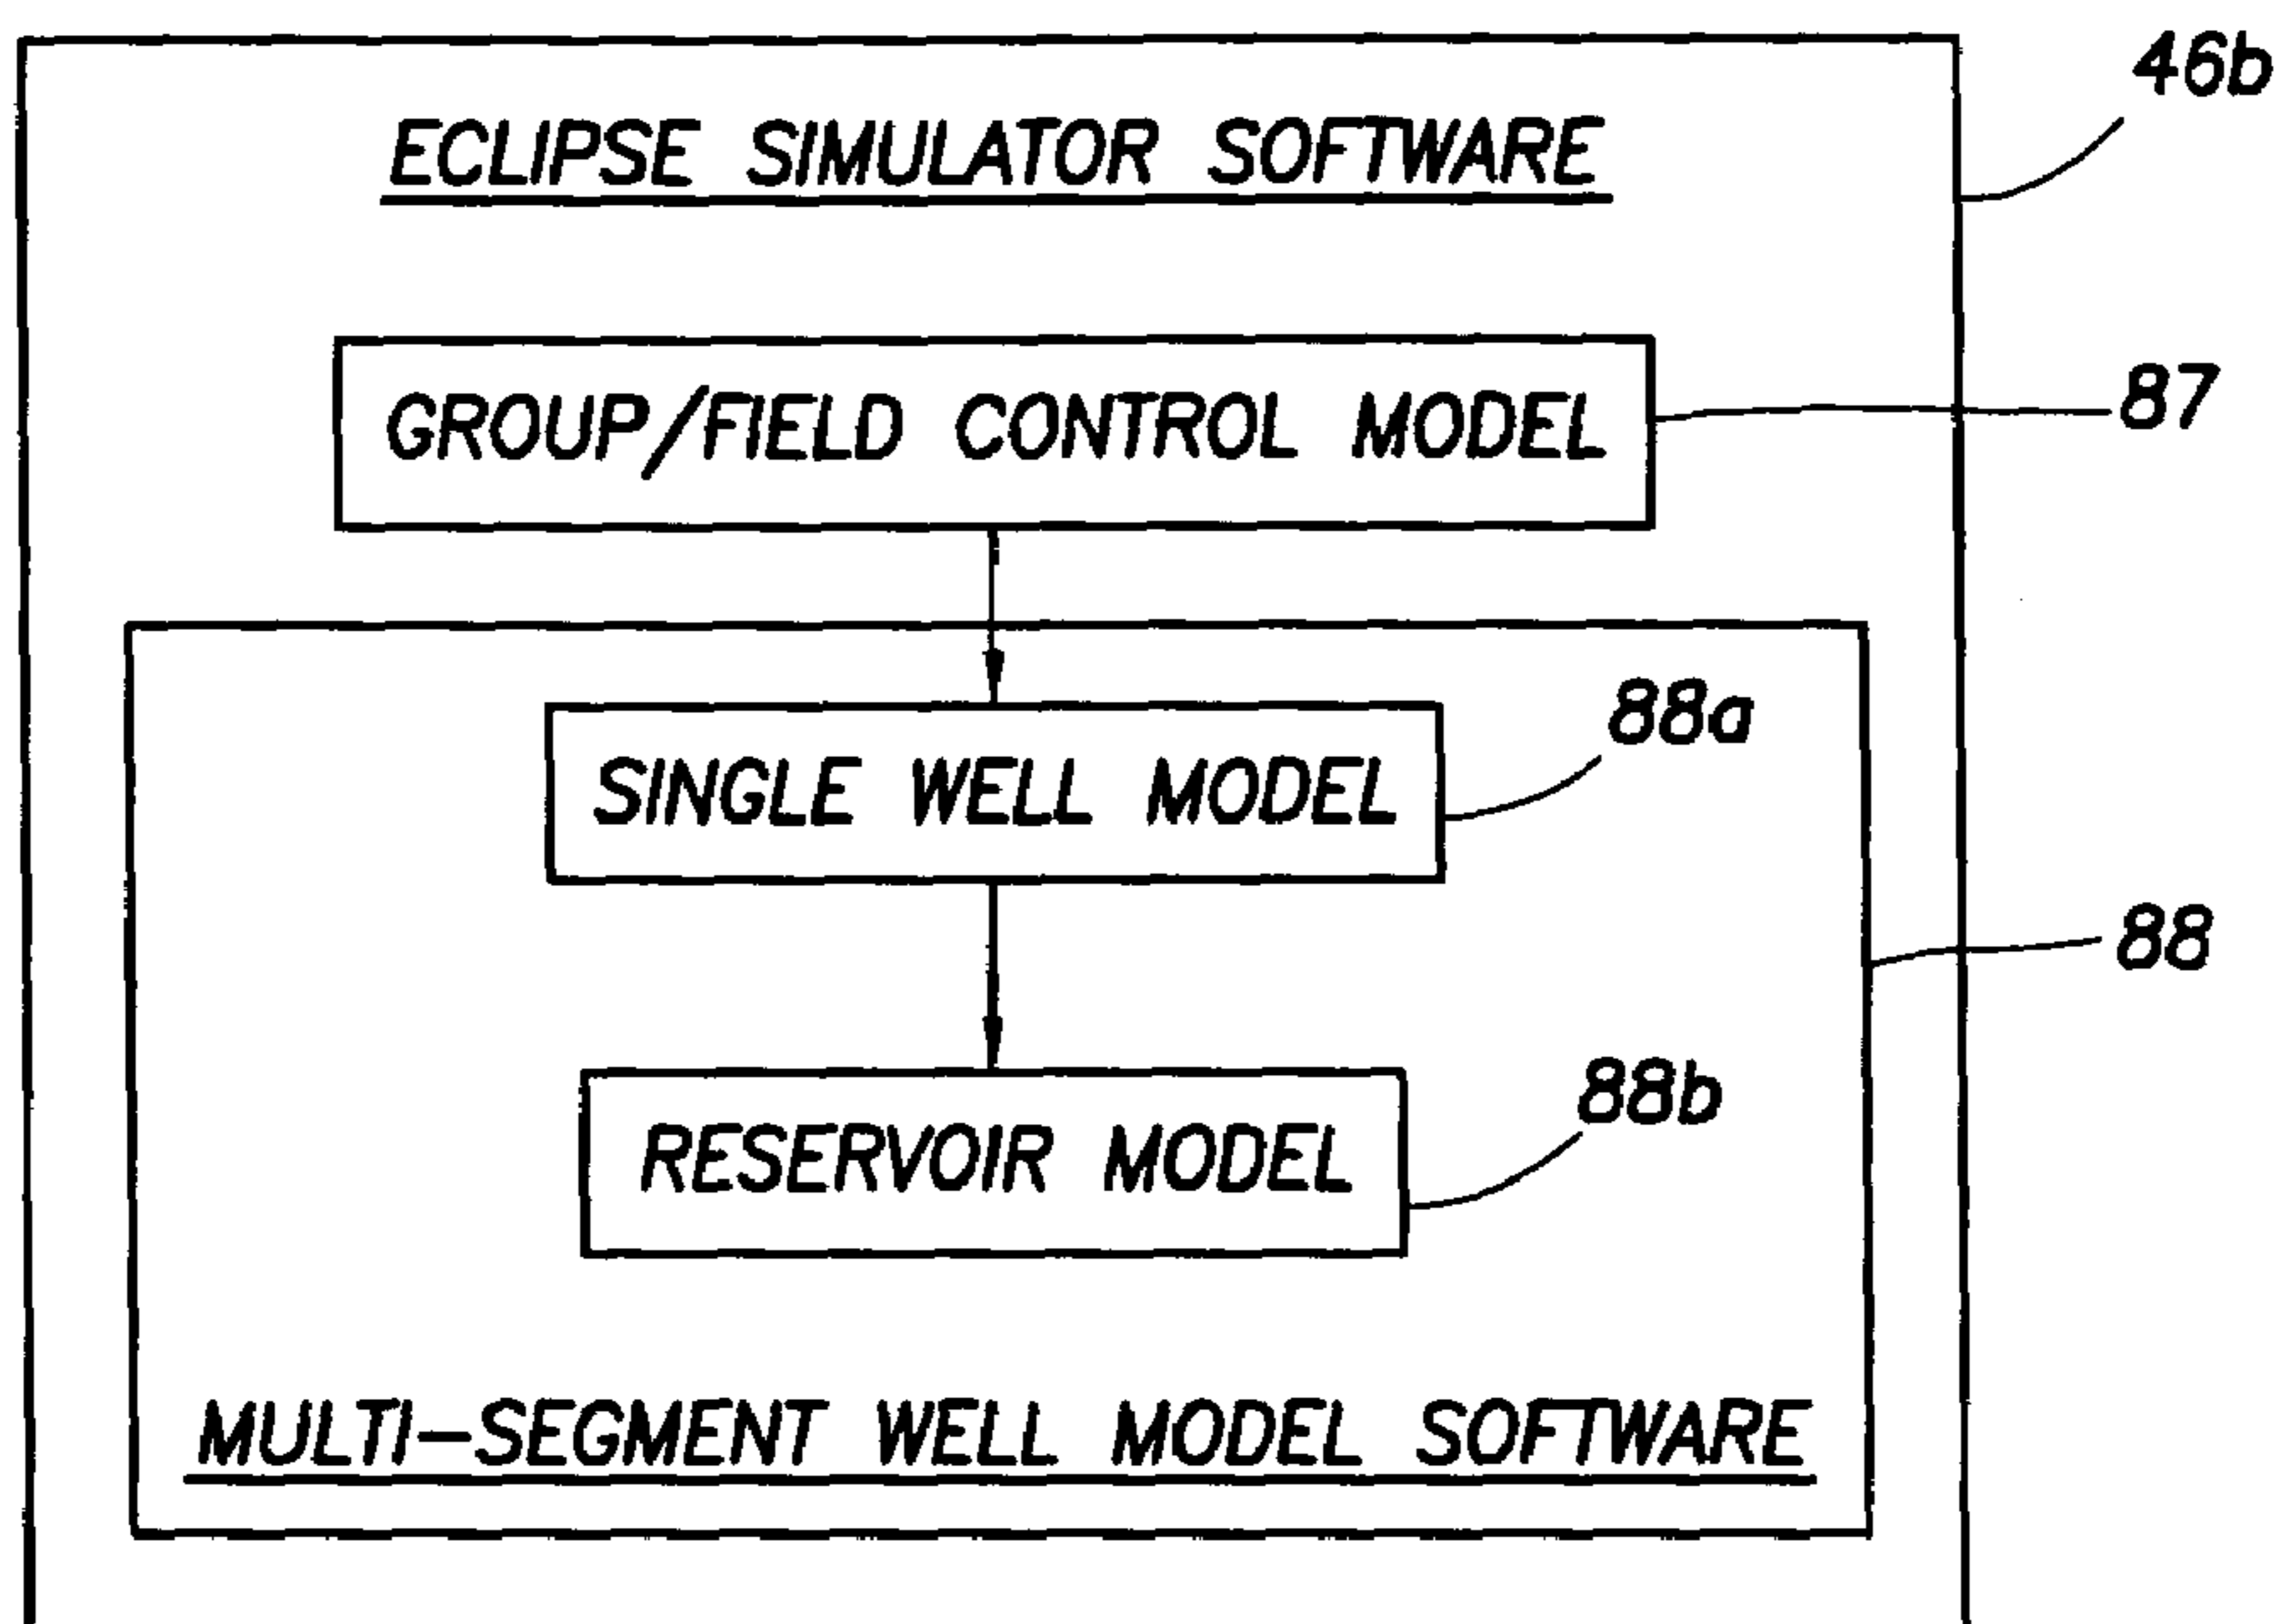 46b
ECLIPSE SIMULATOR SOFTWARE
GROUP/FIELD CONTROL MODEL
87
88a
SINGLE WELL MODEL
88
88b
RESERVOIR MODEL
MULTI-SEGMENT WELL MODEL SOFTWARE